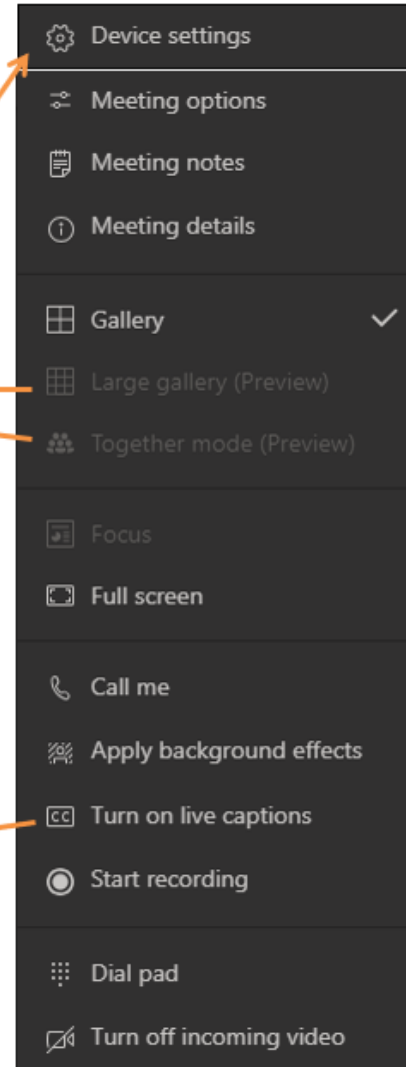 Device settings
Meeting options
Meeting notes
Meeting details
Gallery
Large gallery (Preview)
Together mode (Preview)
Focus
Full screen
Call me
Apply background effects
CC Turn on live captions
Start recording
Dial pad
Turn off incoming video